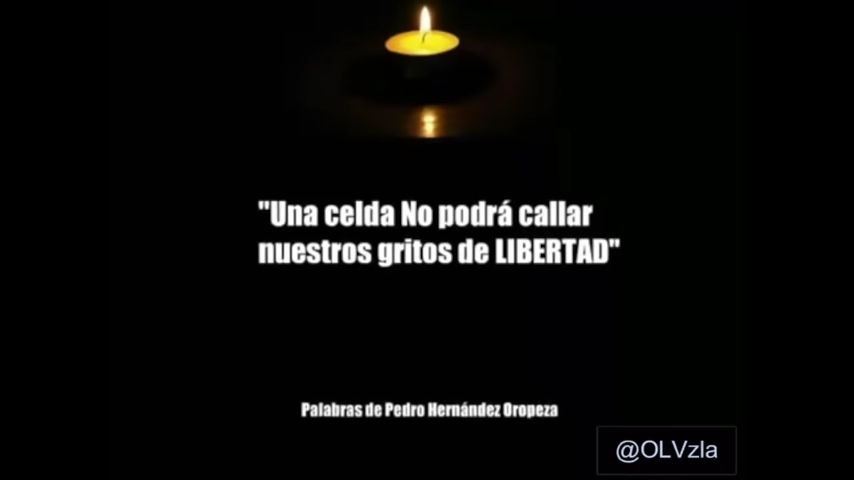 "Una celda No podrá callar
nuestros gritos de LIBERTAD"
Palabras de Pedro Hernández Oropeza
@OLVzla